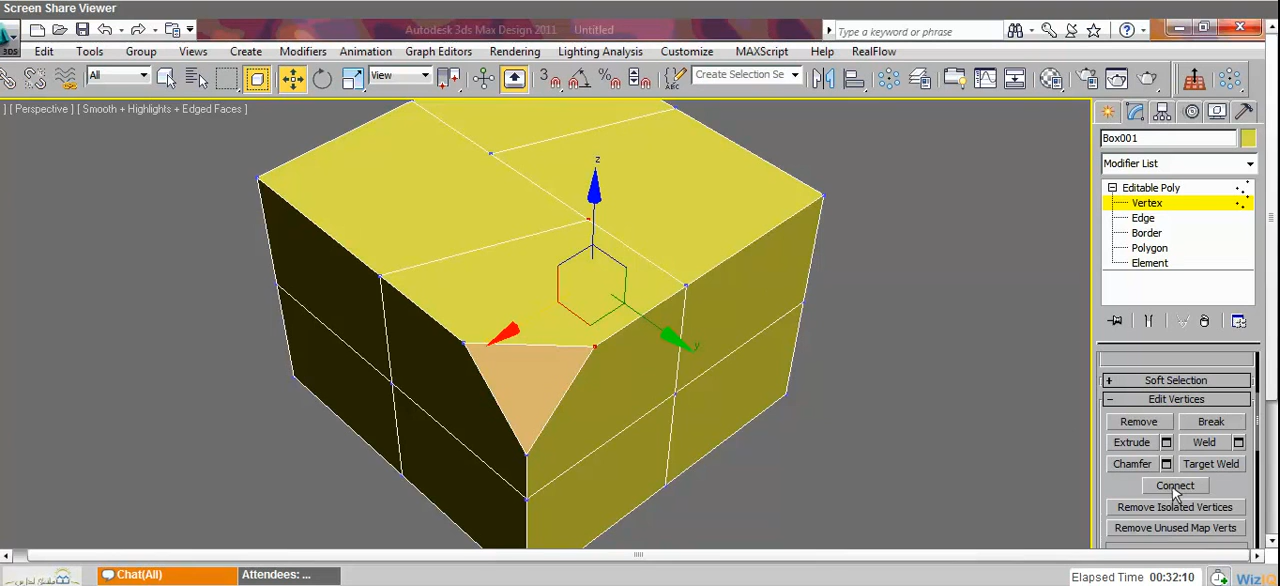 Screen Share Viewer
Autodesk 3ds Max Design 2011 Untitled
Type a keyword or phrase
3DS
Edit Tools Group Views Create Modifiers Animation Graph Editors Rendering Lighting Analysis Customize MAXScript Help RealFlow
All View 3 Create Selection Se
ABC
] [ Perspective ] [ Smooth + Highlights + Edged Faces ]
z
y
Box001
Modifier List
Editable Poly
Vertex
Edge
Border
Polygon
Element
+ Soft Selection
- Edit Vertices
Remove Break
Extrude Weld
Chamfer Target Weld
Connect
Remove Isolated Vertices
Remove Unused Map Verts
Chat(All) Attendees: ...
Elapsed Time 00:32:10
WizIQ